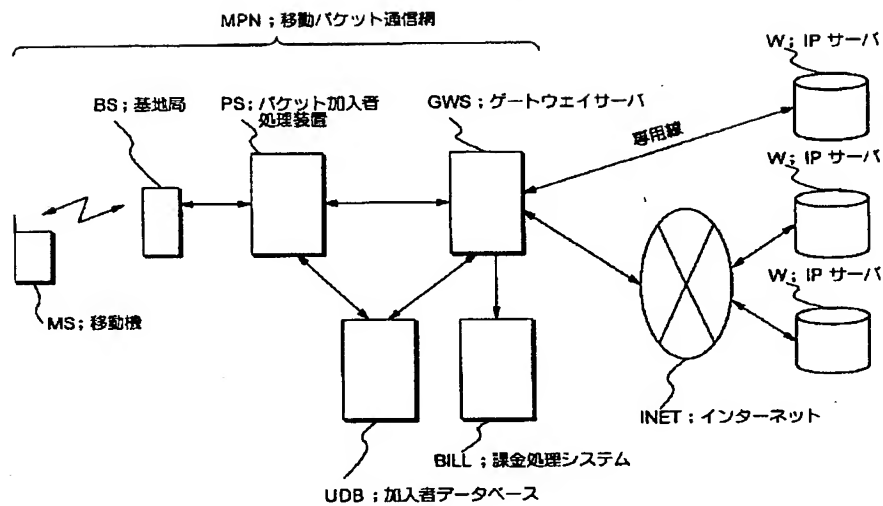 MPN；移動パケット通信網
W；IP サーバ
BS；基地局
PS；パケット加入者
処理装置
GWS；ゲートウェイサーバ
専用線
W；IP サーバ
W；IP サーバ
MS；移動機
INET；インターネット
BILL；課金処理システム
UDB；加入者データベース